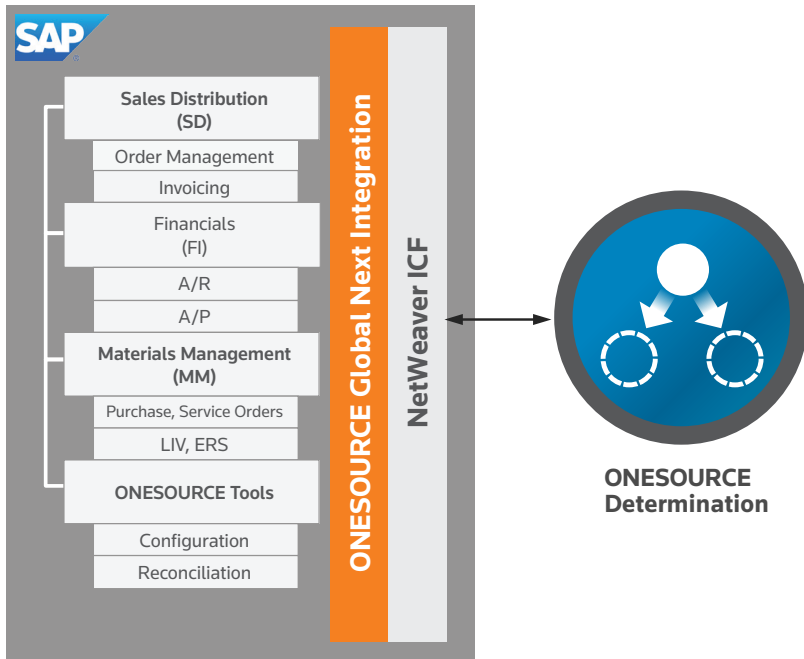 SAP
®
Sales Distribution
(SD)
Order Management
Invoicing
Financials
(FI)
A/R
A/P
Materials Management
(MM)
Purchase, Service Orders
LIV, ERS
ONESOURCE Tools
Configuration
Reconciliation
ONESOURCE Global Next Integration
NetWeaver ICF
ONESOURCE
Determination